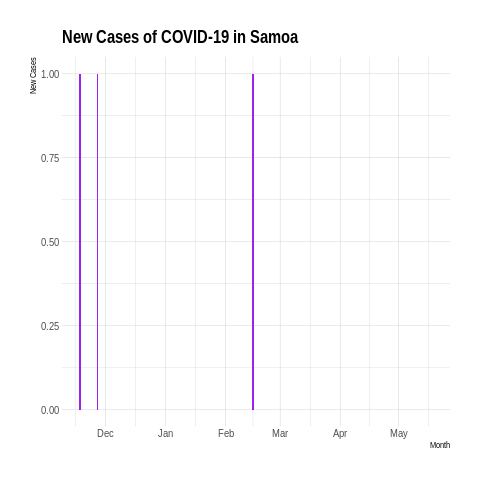 New Cases of COVID-19 in Samoa
New Cases
1.00
0.75
0.50
0.25
0.00
Dec Jan Feb Mar Apr May
Month